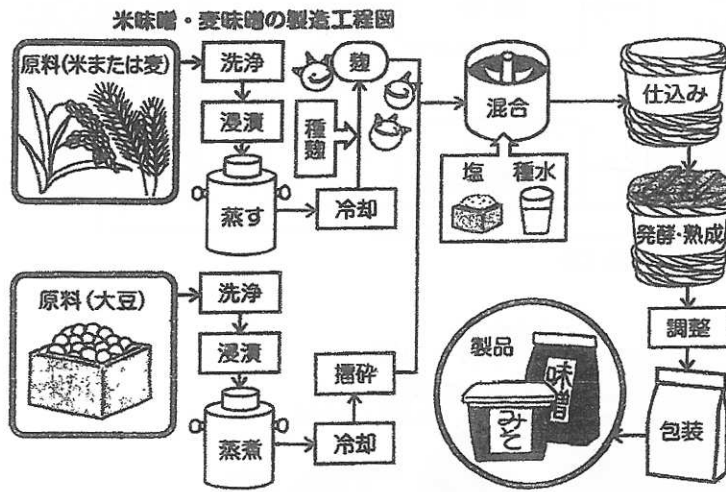 米味噌・麦味噌の製造工程図
原料(米または麦)
洗浄
浸漬
蒸す
冷却
種麹
麹
混合
塩
種水
仕込み
発酵・熟成
調整
包装
製品
味噌
みそ
原料(大豆)
洗浄
浸漬
蒸煮
冷却
擂砕